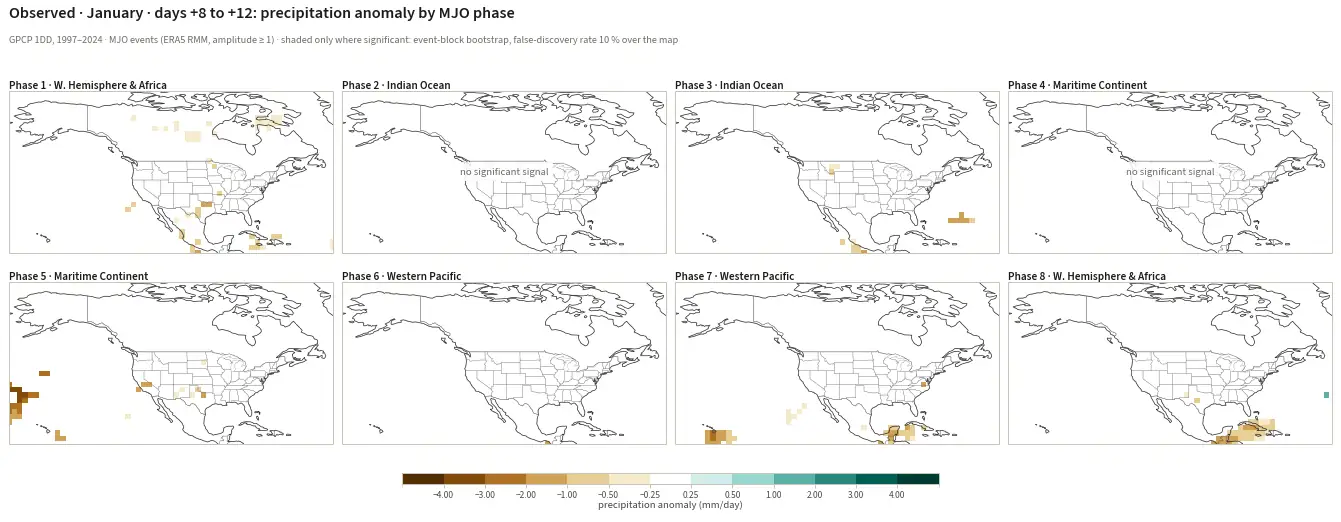 Observed · January · days +8 to +12: precipitation anomaly by MJO phase
GPCP 1DD, 1997–2024 · MJO events (ERA5 RMM, amplitude ≥ 1) · shaded only where significant: event-block bootstrap, false-discovery rate 10 % over the map
Phase 1 · W. Hemisphere & Africa
Phase 2 · Indian Ocean
Phase 3 · Indian Ocean
Phase 4 · Maritime Continent
no significant signal
no significant signal
Phase 5 · Maritime Continent
Phase 6 · Western Pacific
Phase 7 · Western Pacific
Phase 8 · W. Hemisphere & Africa
−4.00 −3.00 −2.00 −1.00 −0.50 −0.25 0.25 0.50 1.00 2.00 3.00 4.00
precipitation anomaly (mm/day)